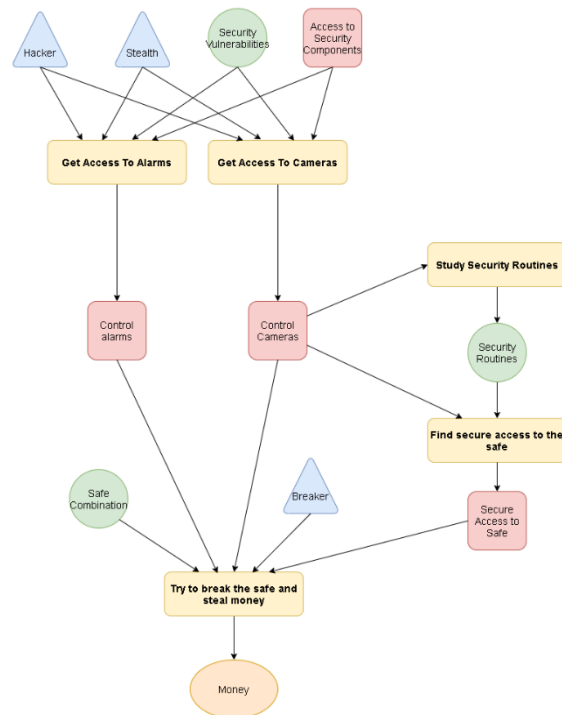 Hacker
Stealth
Security
Vulnerabilities
Access to
Security
Components
Get Access To Alarms
Get Access To Cameras
Study Security Routines
Control
alarms
Control
Cameras
Security
Routines
Find secure access to the
safe
Safe
Combination
Breaker
Secure
Access to
Safe
Try to break the safe and
steal money
Money